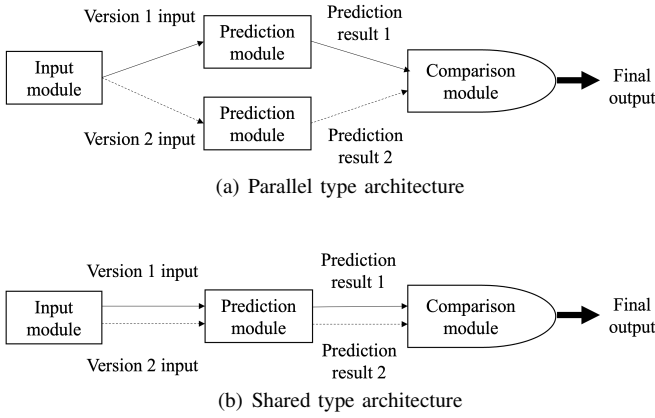 Version 1 input
Prediction
result 1
Prediction
module
Input
module
Comparison
module
Final
output
Prediction
module
Version 2 input
Prediction
result 2
(a) Parallel type architecture
Version 1 input
Prediction
result 1
Input
module
Prediction
module
Comparison
module
Final
output
Version 2 input
Prediction
result 2
(b) Shared type architecture